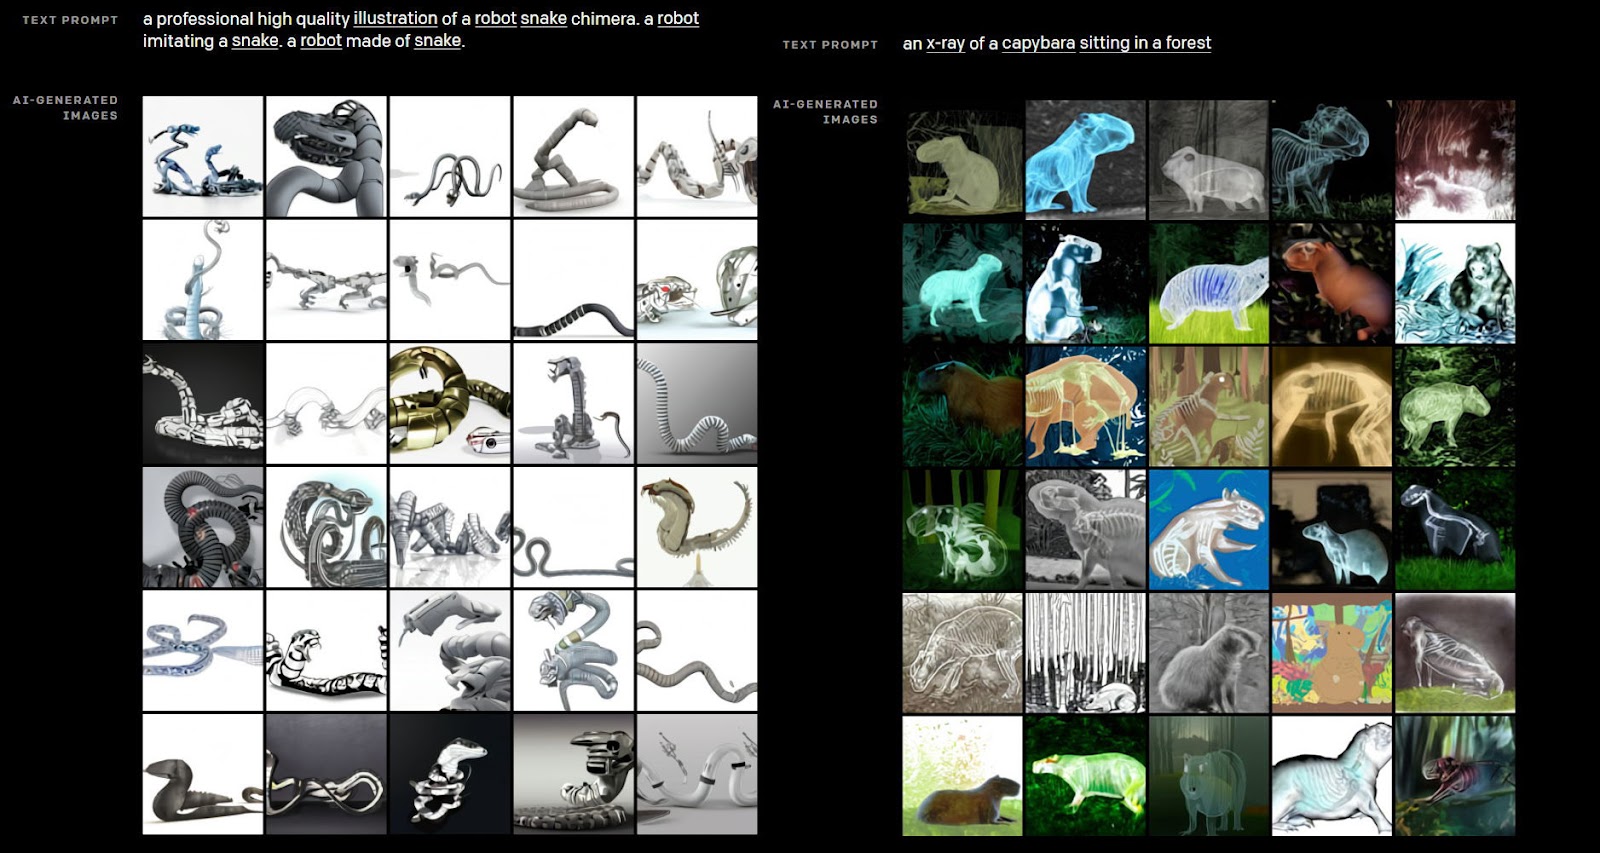 TEXT PROMPT
a professional high quality illustration of a robot snake chimera. a robot
imitating a snake. a robot made of snake.
AI-GENERATED
IMAGES
TEXT PROMPT
an x-ray of a capybara sitting in a forest
AI-GENERATED
IMAGES